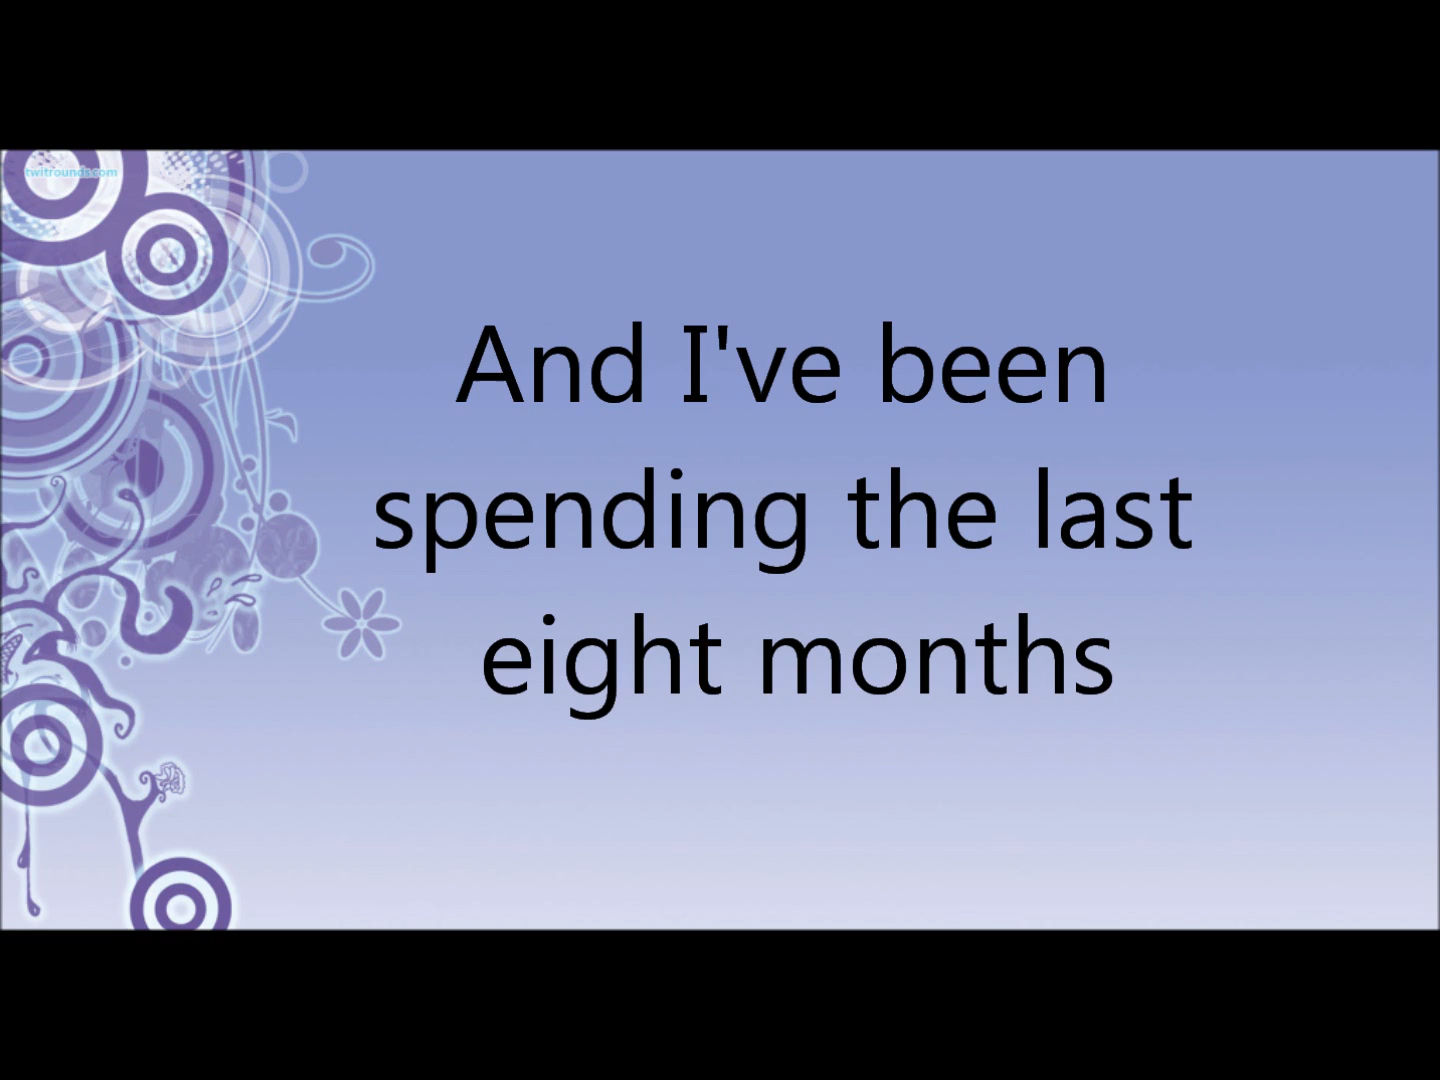 twitrounds.com
And I've been
spending the last
eight months